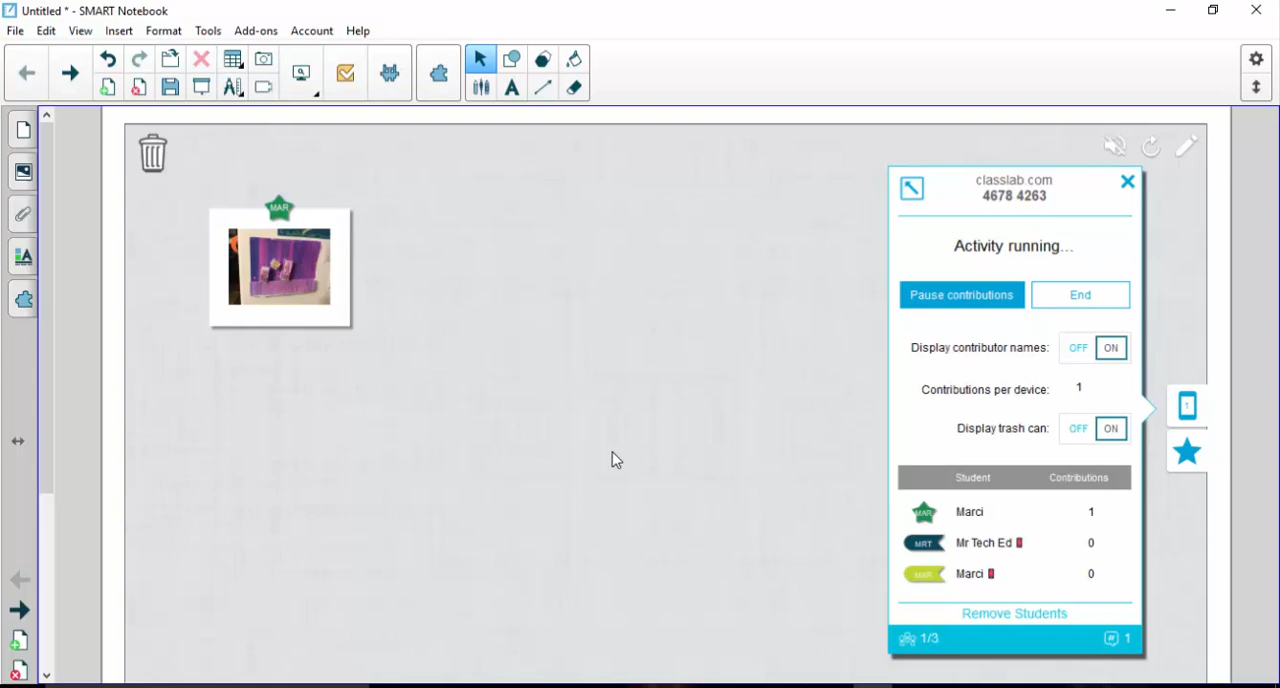 Untitled * - SMART Notebook
File Edit View Insert Format Tools Add-ons Account Help
MAR
classlab.com
4678 4263
Activity running...
Pause contributions End
Display contributor names: OFF ON
Contributions per device: 1
Display trash can: OFF ON
1
Student Contributions
MAR Marci 1
MRT Mr Tech Ed 0
MAR Marci 0
Remove Students
1/3 # 1